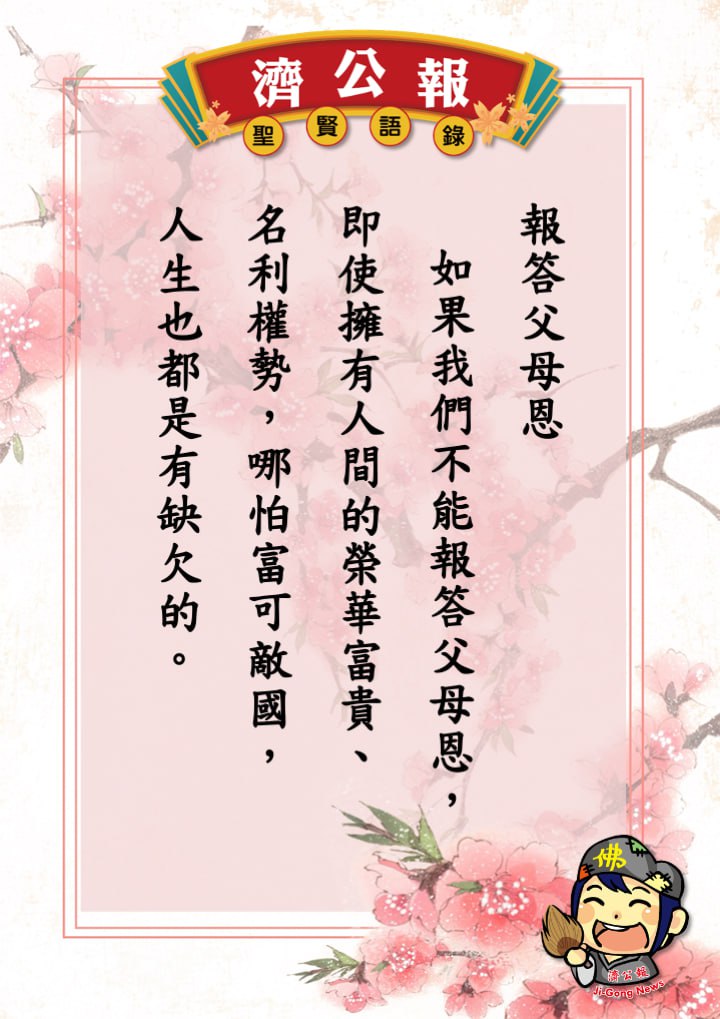 濟公報
聖賢語錄
報答父母恩
如果我們不能報答父母恩，
即使擁有人間的榮華富貴、
名利權勢，哪怕富可敵國，
人生也都是有缺欠的。
佛
濟公報
Ji-Gong News